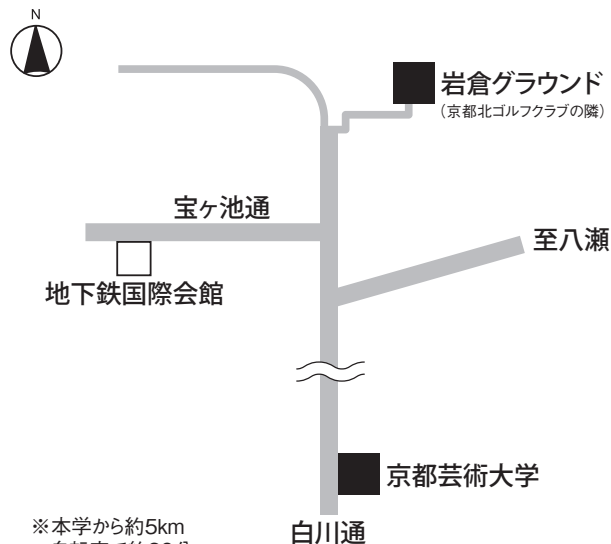 N
岩倉グラウンド
（京都北ゴルフクラブの隣）
宝ヶ池通
至八瀬
地下鉄国際会館
京都芸術大学
※本学から約5km
白川通